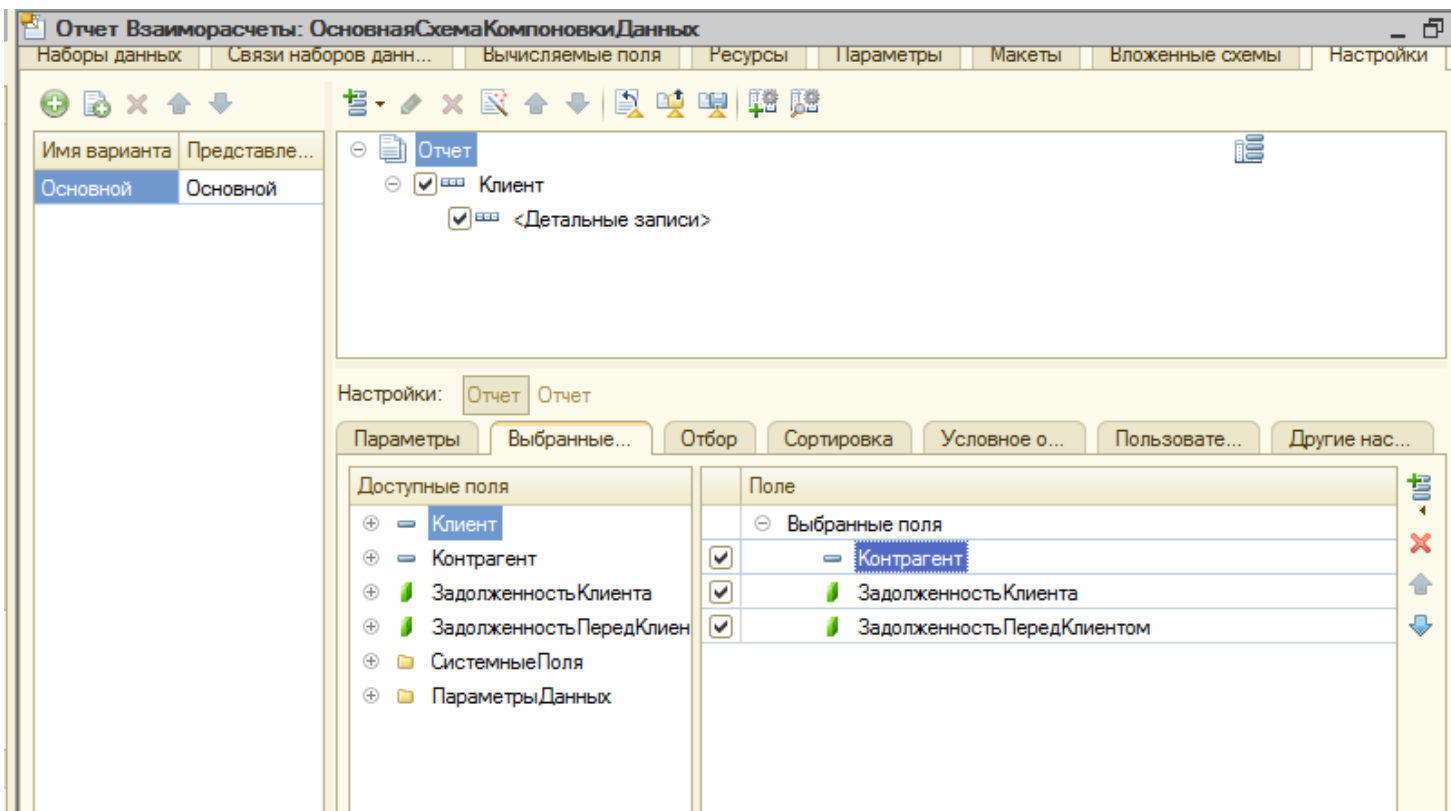 Отчет Взаиморасчеты: ОсновнаяСхемаКомпоновкиДанных
Наборы данных Связи наборов данн... Вычисляемые поля Ресурсы Параметры Макеты Вложенные схемы Настройки
Имя варианта Представле...
Основной Основной
Отчет
Клиент
<Детальные записи>
Настройки: Отчет Отчет
Параметры Выбранные... Отбор Сортировка Условное о... Пользовате... Другие нас...
Доступные поля Поле
Клиент Выбранные поля
Контрагент Контрагент
ЗадолженностьКлиента ЗадолженностьКлиента
ЗадолженностьПередКлиен ЗадолженностьПередКлиентом
СистемныеПоля
ПараметрыДанных